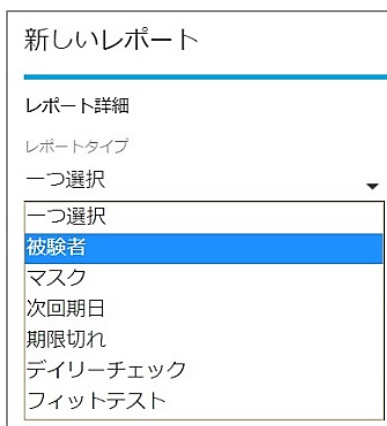 新しいレポート
レポート詳細
レポートタイプ
一つ選択
一つ選択
被験者
マスク
次回期日
期限切れ
デイリーチェック
フィットテスト